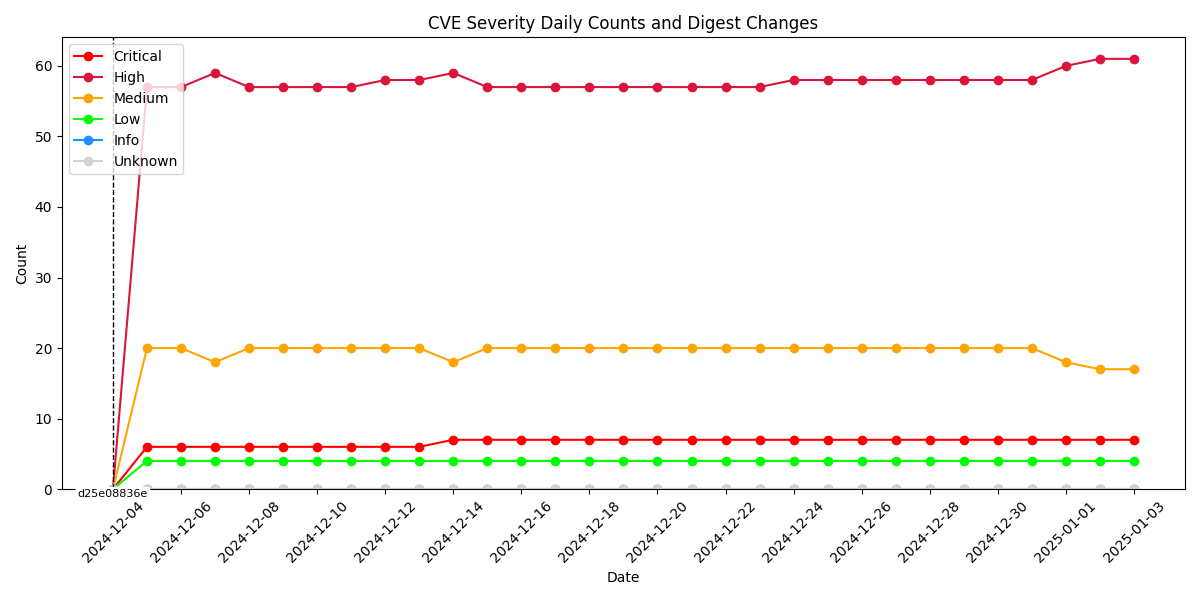 CVE Severity Daily Counts and Digest Changes
Critical
High
Medium
Low
Info
Unknown
60
50
40
30
20
10
0
Count
d25e08836e
2024-12-04
2024-12-06
2024-12-08
2024-12-10
2024-12-12
2024-12-14
2024-12-16
2024-12-18
2024-12-20
2024-12-22
2024-12-24
2024-12-26
2024-12-28
2024-12-30
2025-01-01
2025-01-03
Date